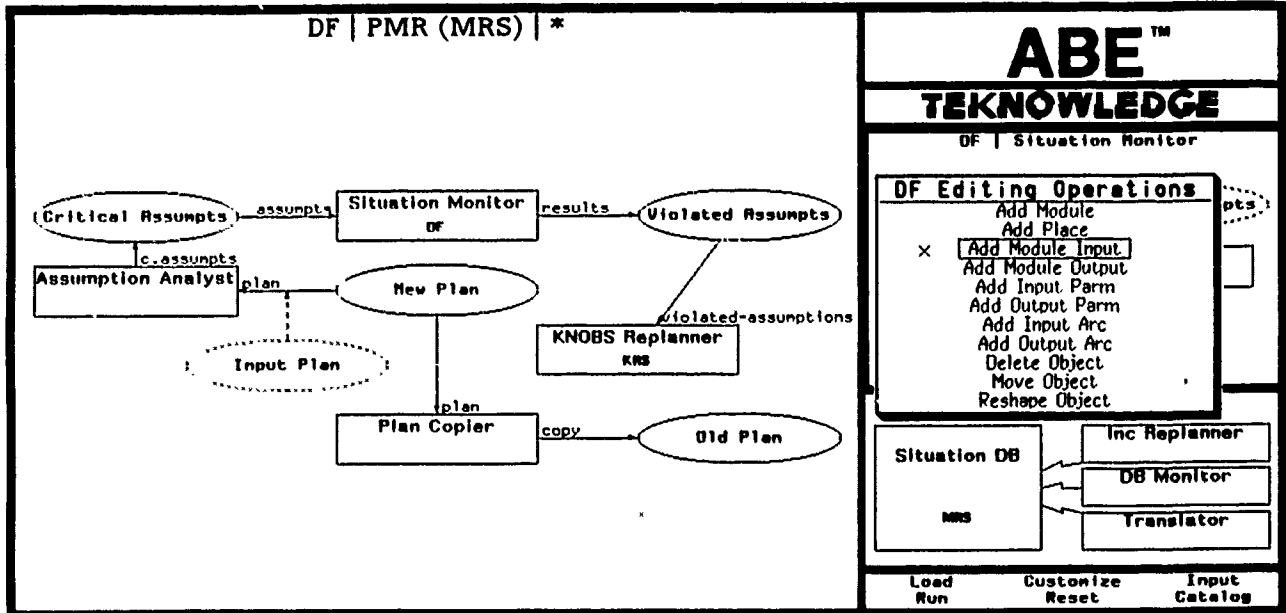 DF | PMR (MRS) | *
Critical Assumpts
assumpts
Situation Monitor
DF
results
Violated Assumpts
c.assumpts
Assumption Analyst
plan
New Plan
violated-assumptions
Input Plan
KNOBS Replanner
KRS
plan
Plan Copier
copy
Old Plan
ABE™
TEKNOWLEDGE
DF | Situation Monitor
DF Editing Operations
Add Module
Add Place
× Add Module Input
Add Module Output
Add Input Parm
Add Output Parm
Add Input Arc
Add Output Arc
Delete Object
Move Object
Reshape Object
pts
Situation DB
MRS
Inc Replanner
DB Monitor
Translator
Load Customize Input
Run Reset Catalog